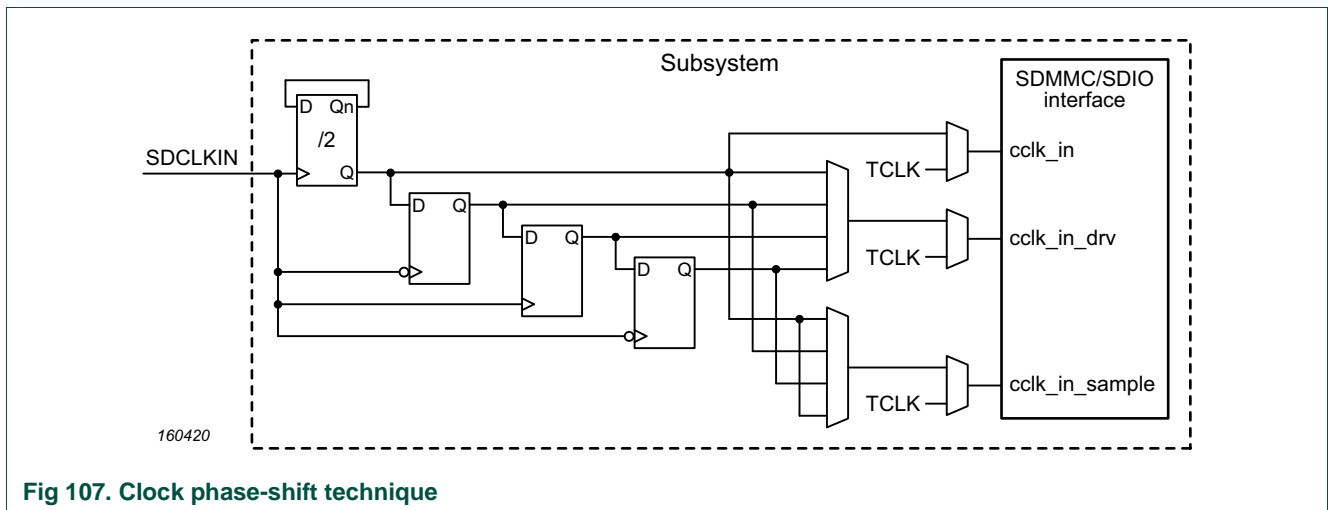 Subsystem
SDMMC/SDIO
interface
D Qn
/2
Q
SDCLKIN
TCLK
cclk_in
D Q
D Q
D Q
TCLK
cclk_in_drv
TCLK
cclk_in_sample
160420
Fig 107. Clock phase-shift technique